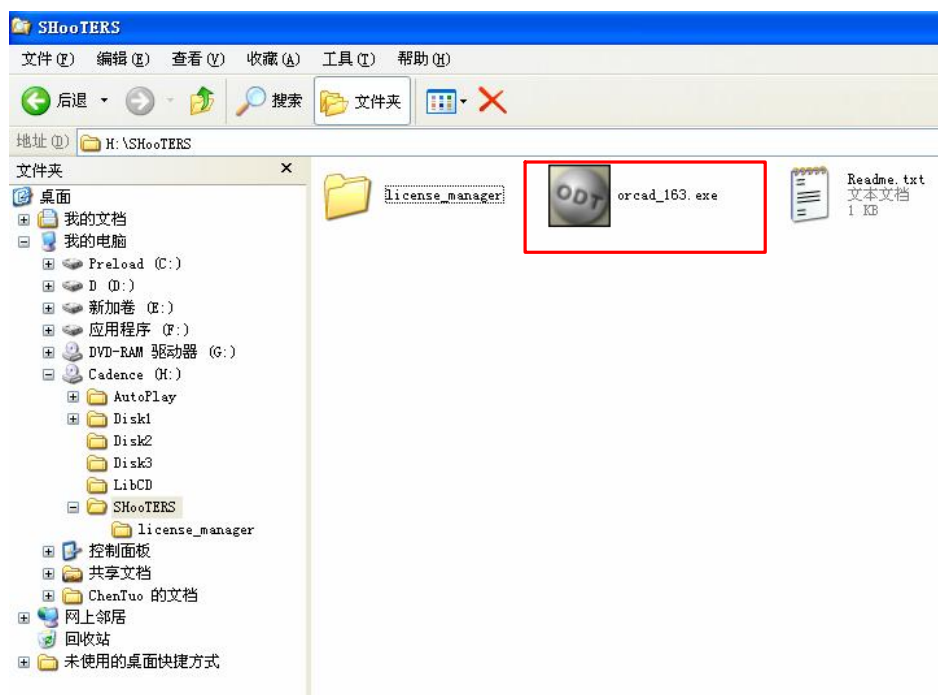 SHooTERS
文件(F) 编辑(E) 查看(V) 收藏(A) 工具(T) 帮助(H)
后退 搜索 文件夹
地址(D) H:\SHooTERS
文件夹
桌面
我的文档
我的电脑
Preload (C:)
D (D:)
新加卷 (E:)
应用程序 (F:)
DVD-RAM 驱动器 (G:)
Cadence (H:)
AutoPlay
Disk1
Disk2
Disk3
LibCD
SHooTERS
license_manager
控制面板
共享文档
ChenTuo 的文档
网上邻居
回收站
未使用的桌面快捷方式
license_manager
ODT
orcad_163.exe
Readme.txt
文本文档
1 KB